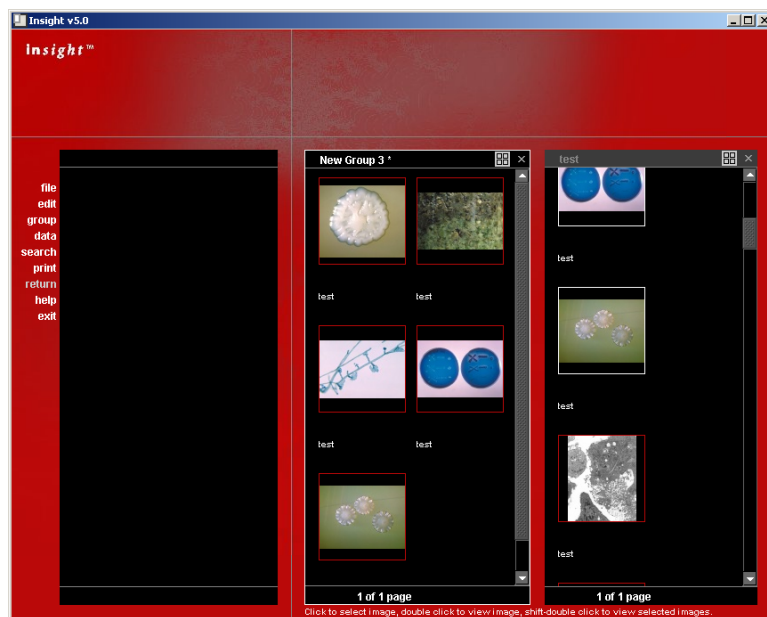 Insight v5.0
insight™
New Group 3 *
test
file
edit
group
data
search
print
return
help
exit
test
test
test
test
test
test
test
1 of 1 page
1 of 1 page
Click to select image, double click to view image, shift-double click to view selected images.